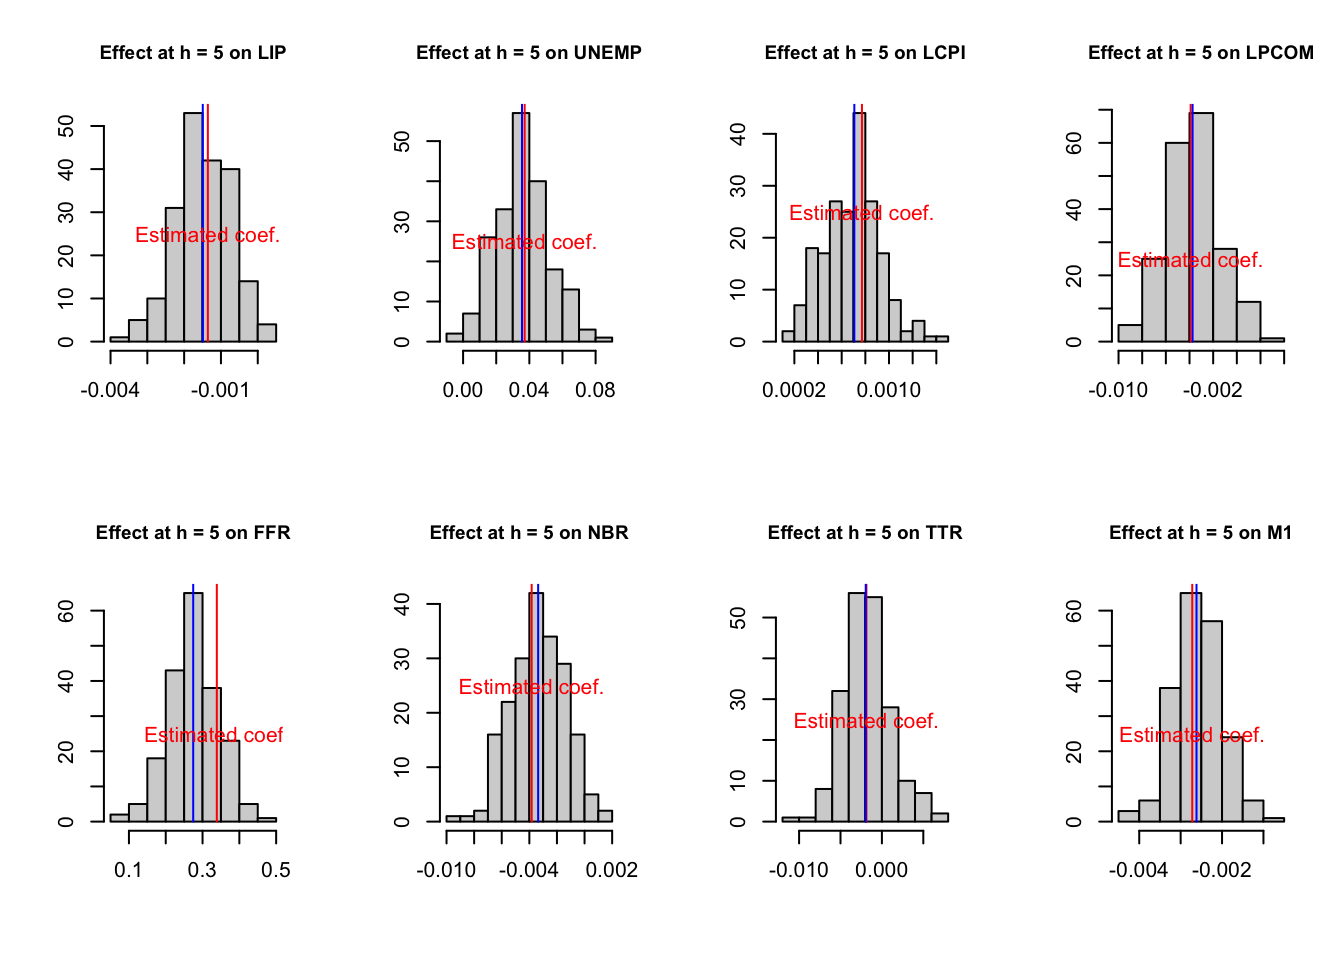 Effect at h = 5 on LIP
0 10 20 30 40 50
Estimated coef.
-0.004 -0.001
Effect at h = 5 on UNEMP
10 30 50
0
Estimated coef.
0.00 0.04 0.08
Effect at h = 5 on LCPI
0 10 20 30 40
Estimated coef.
0.0002 0.0010
Effect at h = 5 on LPCOM
0 20 40 60
Estimated coef.
-0.010 -0.002
Effect at h = 5 on FFR
0 20 40 60
Estimated coef
0.1 0.3 0.5
Effect at h = 5 on NBR
0 10 20 30 40
Estimated coef.
-0.010 -0.004 0.002
Effect at h = 5 on TTR
0 10 30 50
Estimated coef.
-0.010 0.000
Effect at h = 5 on M1
0 20 40 60
Estimated coef.
-0.004 -0.002